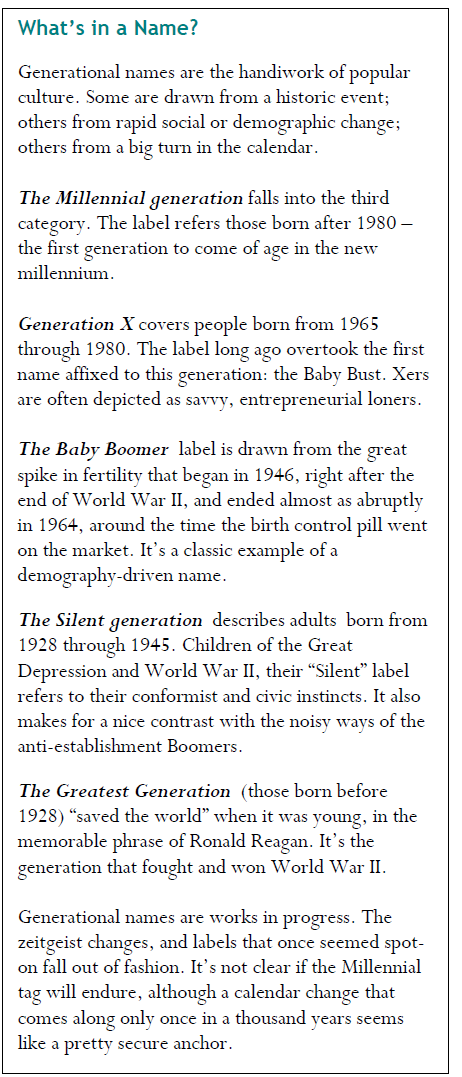 What's in a Name?
Generational names are the handiwork of popular
culture. Some are drawn from a historic event;
others from rapid social or demographic change;
others from a big turn in the calendar.
The Millennial generation falls into the third
category. The label refers those born after 1980 –
the first generation to come of age in the new
millennium.
Generation X covers people born from 1965
through 1980. The label long ago overtook the first
name affixed to this generation: the Baby Bust. Xers
are often depicted as savvy, entrepreneurial loners.
The Baby Boomer label is drawn from the great
spike in fertility that began in 1946, right after the
end of World War II, and ended almost as abruptly
in 1964, around the time the birth control pill went
on the market. It's a classic example of a
demography-driven name.
The Silent generation describes adults born from
1928 through 1945. Children of the Great
Depression and World War II, their “Silent” label
refers to their conformist and civic instincts. It also
makes for a nice contrast with the noisy ways of the
anti-establishment Boomers.
The Greatest Generation (those born before
1928) “saved the world” when it was young, in the
memorable phrase of Ronald Reagan. It's the
generation that fought and won World War II.
Generational names are works in progress. The
zeitgeist changes, and labels that once seemed spot-
on fall out of fashion. It's not clear if the Millennial
tag will endure, although a calendar change that
comes along only once in a thousand years seems
like a pretty secure anchor.